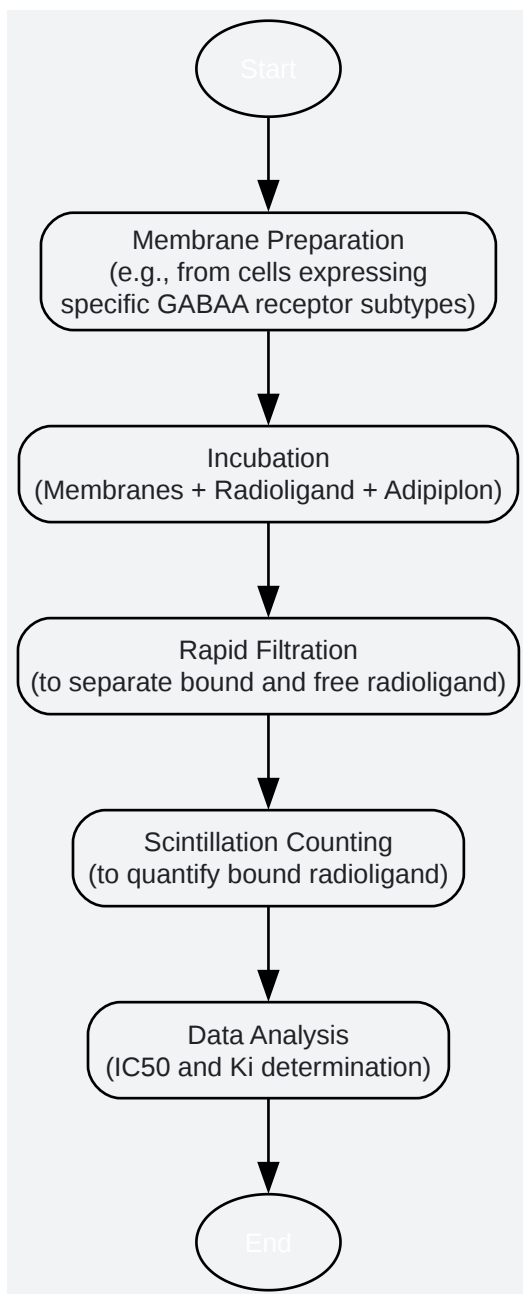 Start
Membrane Preparation
(e.g., from cells expressing
specific GABAA receptor subtypes)
Incubation
(Membranes + Radioligand + Adipiplon)
Rapid Filtration
(to separate bound and free radioligand)
Scintillation Counting
(to quantify bound radioligand)
Data Analysis
(IC50 and Ki determination)
End